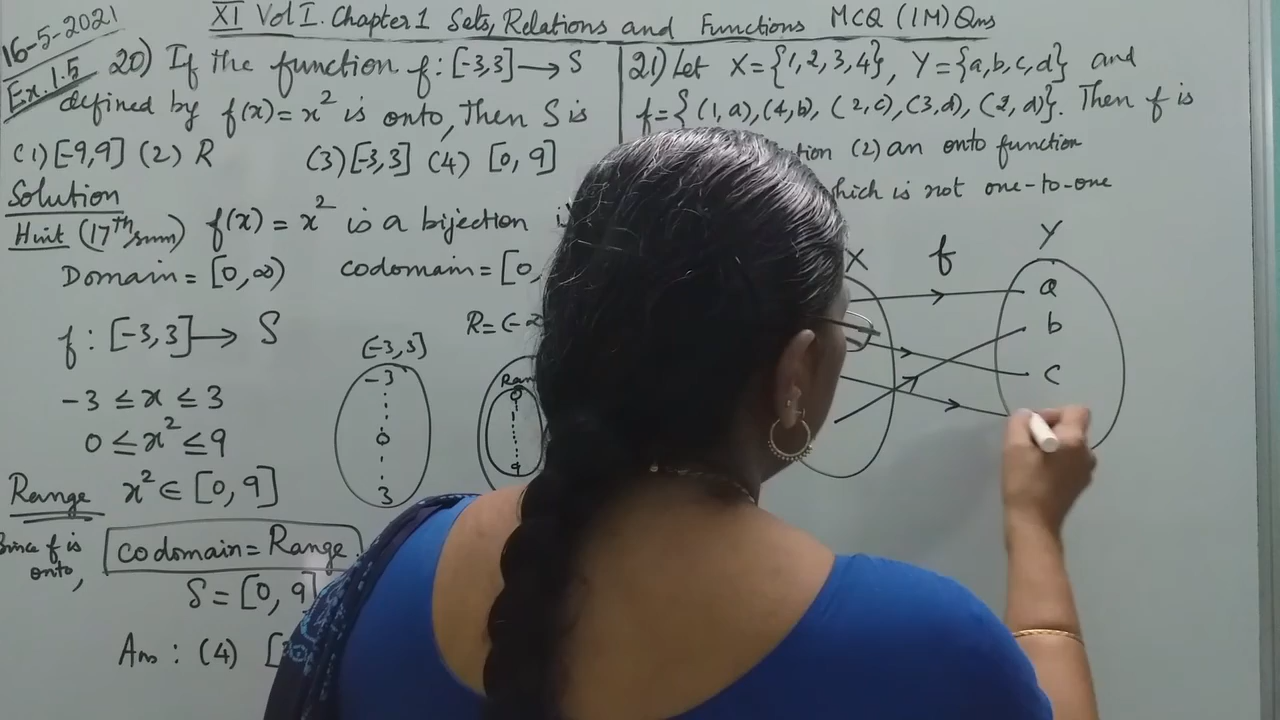 16-5-2021
XI Vol I. Chapter 1 Sets, Relations and Functions MCQ (1M) Qns
Ex. 1.5
20) If the function f : [-3,3] → S
defined by f(x) = x² is onto, Then S is
(1) [-9,9] (2) R (3) [-3,3] (4) [0, 9]
Solution
Hint (17th sum) f(x) = x² is a bijection
Domain = [0, ∞) codomain = [0,
f : [-3,3] → S
-3 ≤ x ≤ 3
0 ≤ x² ≤ 9
Range x² ∈ [0, 9]
Since f is onto, codomain = Range
S = [0, 9]
Ans : (4) [
[-3,3]
-3
0
3
R = (-∞
Ran
0
9
21) Let X = {1,2,3,4}, Y = {a,b,c,d} and
f = {(1,a),(4,b), (2,c),(3,d), (2,d)}. Then f is
(2) an onto function
which is not one-to-one
X f Y
a
b
c